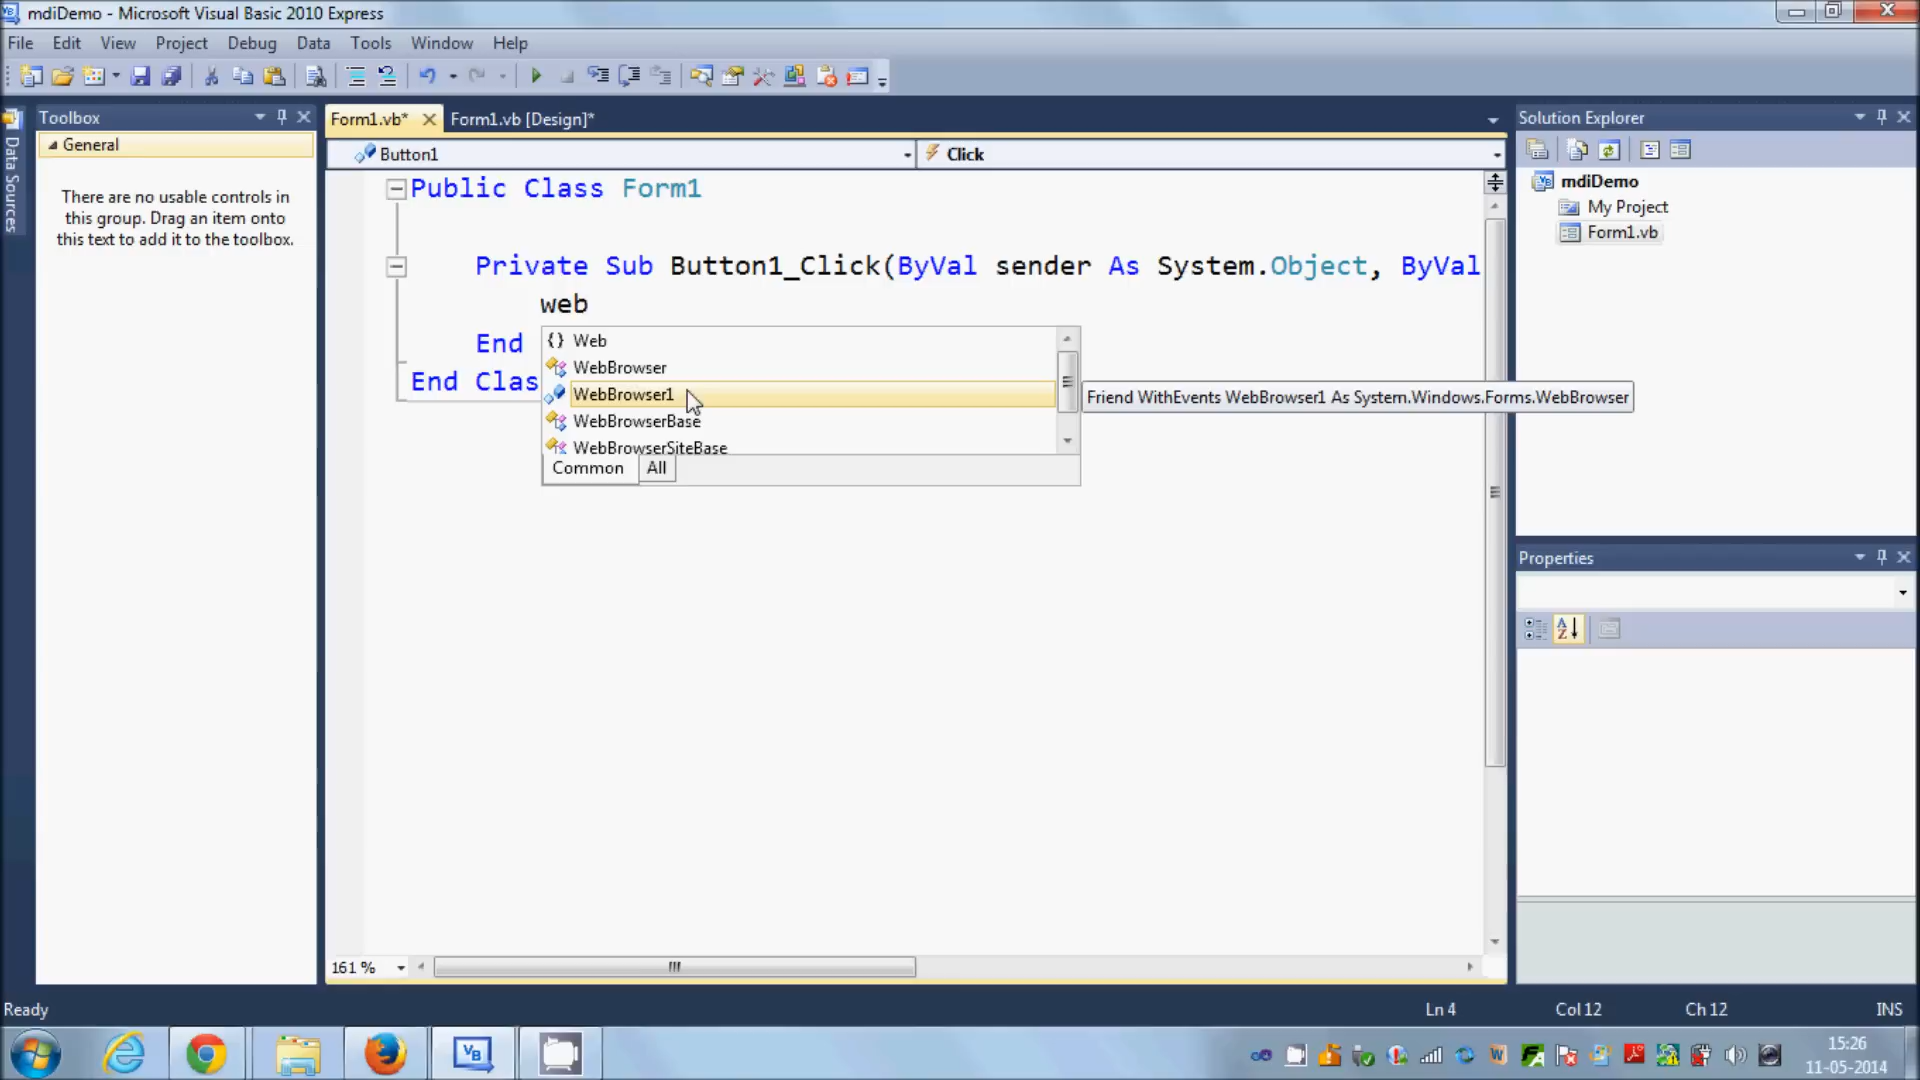 mdiDemo - Microsoft Visual Basic 2010 Express
File Edit View Project Debug Data Tools Window Help
Data Sources
Toolbox
General
There are no usable controls in
this group. Drag an item onto
this text to add it to the toolbox.
Form1.vb* Form1.vb [Design]*
Button1 Click
Public Class Form1
Private Sub Button1_Click(ByVal sender As System.Object, ByVal
web
End
End Clas
{} Web
WebBrowser
WebBrowser1
WebBrowserBase
WebBrowserSiteBase
Common All
Friend WithEvents WebBrowser1 As System.Windows.Forms.WebBrowser
161 %
Solution Explorer
mdiDemo
My Project
Form1.vb
Properties
Ready Ln 4 Col 12 Ch 12 INS
15:26
11-05-2014